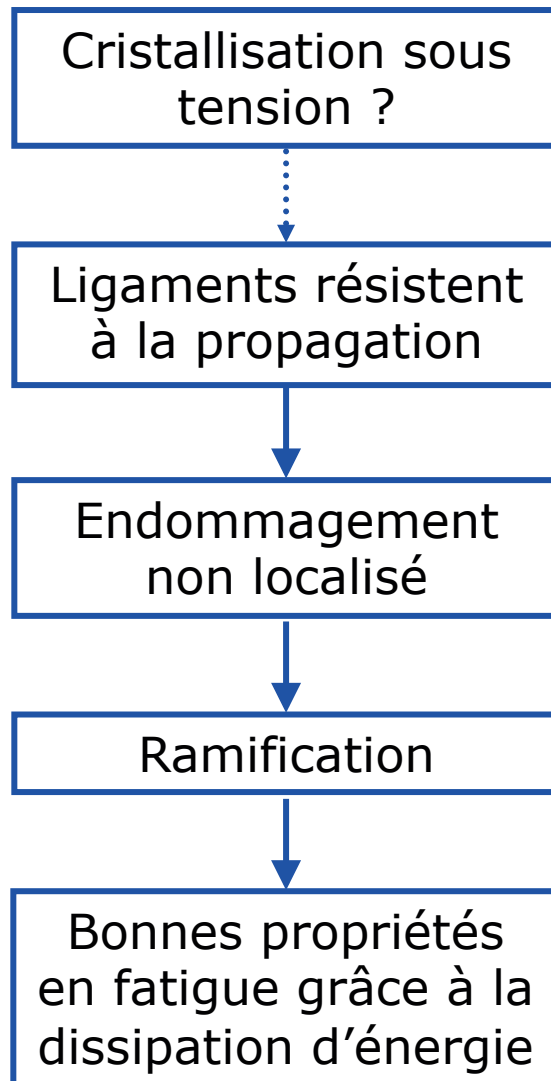 Cristallisation sous
tension ?
Ligaments résistent
à la propagation
Endommagement
non localisé
Ramification
Bonnes propriétés
en fatigue grâce à la
dissipation d’énergie